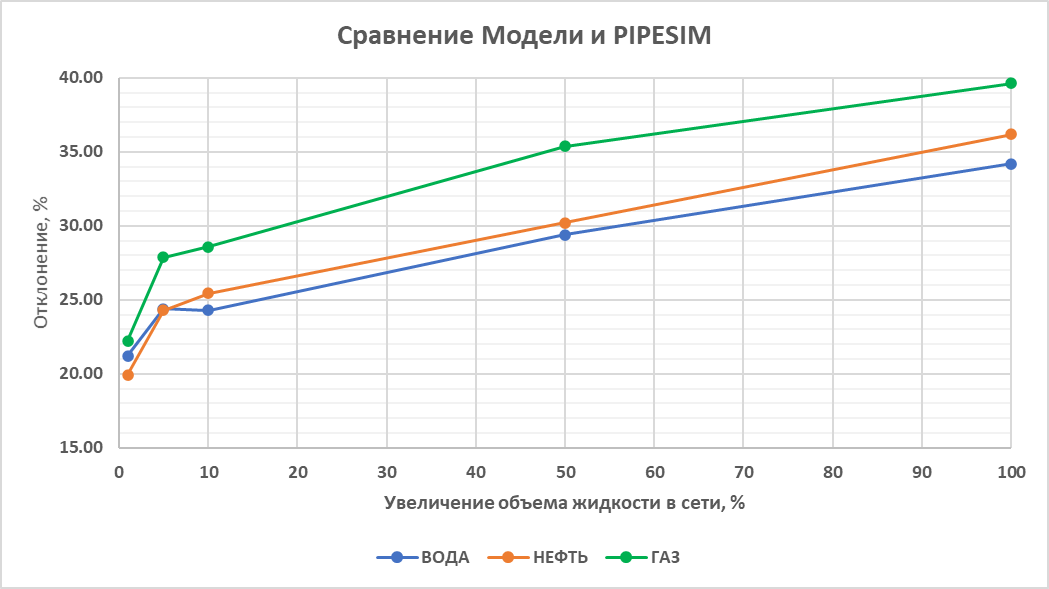 Сравнение Модели и PIPESIM
40.00
35.00
30.00
25.00
20.00
15.00
Отклонение, %
0 10 20 30 40 50 60 70 80 90 100
Увеличение объема жидкости в сети, %
ВОДА НЕФТЬ ГАЗ